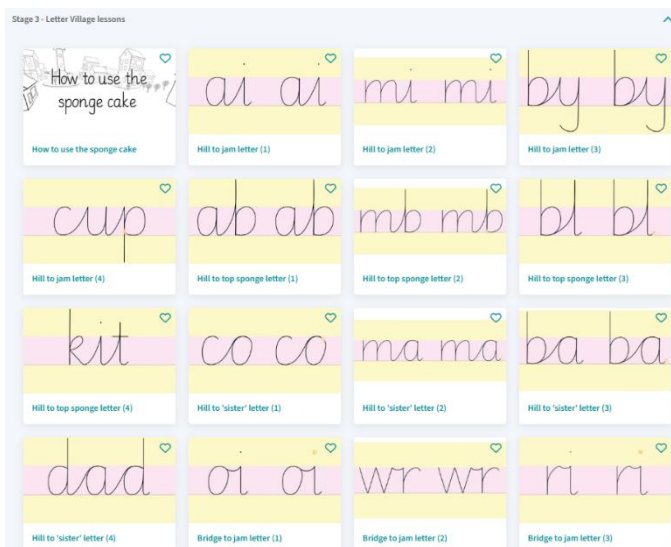 Stage 3 - Letter Village lessons
How to use the
sponge cake
ai ai
mi mi
by by
How to use the sponge cake
Hill to jam letter (1)
Hill to jam letter (2)
Hill to jam letter (3)
cup
ab ab
mb mb
bl bl
Hill to jam letter (4)
Hill to top sponge letter (1)
Hill to top sponge letter (2)
Hill to top sponge letter (3)
kit
co co
ma ma
ba ba
Hill to top sponge letter (4)
Hill to 'sister' letter (1)
Hill to 'sister' letter (2)
Hill to 'sister' letter (3)
dad
oi oi
wr wr
ri ri
Hill to 'sister' letter (4)
Bridge to jam letter (1)
Bridge to jam letter (2)
Bridge to jam letter (3)